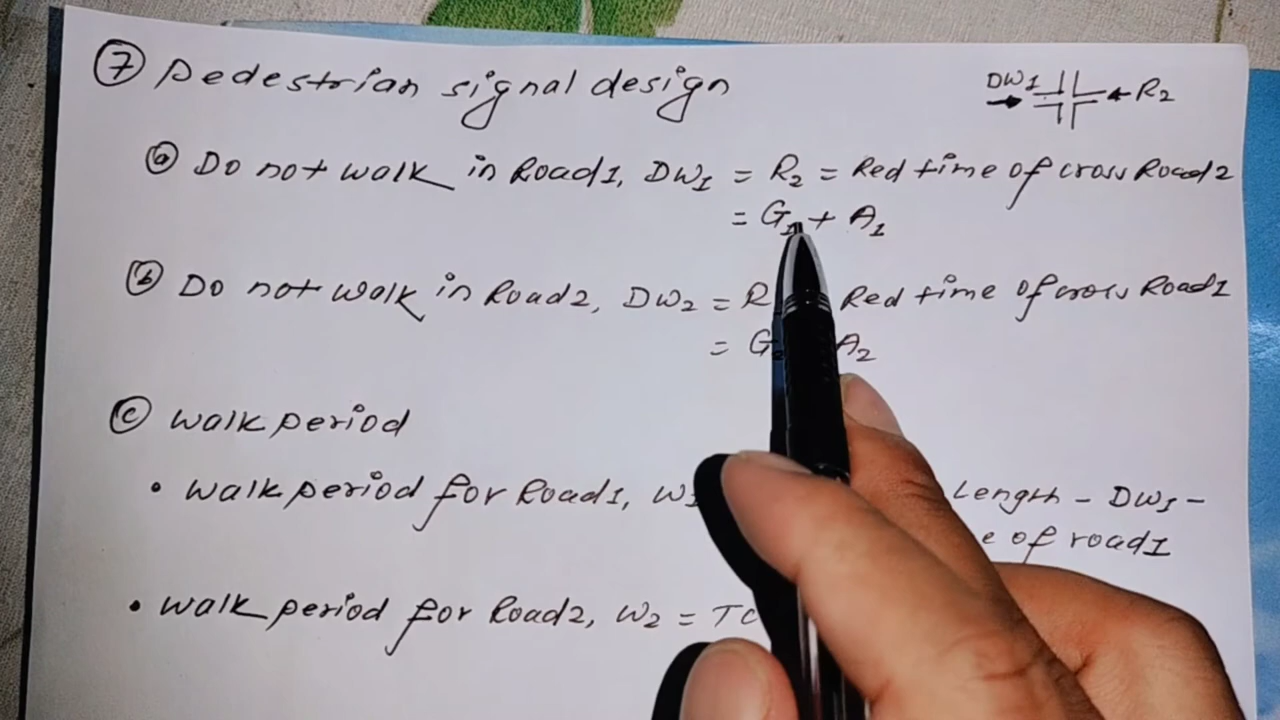 ⑦ Pedestrian signal design
DW1 R2
ⓐ Do not walk in Road1, DW1 = R2 = Red time of cross Road2
= G1 + A1
ⓑ Do not walk in Road2, DW2 = R Red time of cross Road1
= G A2
ⓒ walk period
• walk period for Road1, W1 Length - DW1 -
of road1
• walk period for Road2, W2 = TC